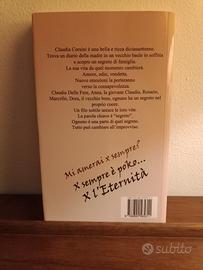 Claudia Corsini è una bella e ricca diciassettenne.
Trova un diario della madre in un vecchio baule in soffitta
e scopre un segreto di famiglia.
La sua vita da quel momento cambierà.
Amore, odio, vendetta,
Nuove emozioni la porteranno
verso la consapevolezza.
Claudia Della Fese, Anna, la giovane Claudia, Rosario,
Marcello, Dora, il vecchio boss, ognuno ha un segreto nel
proprio cuore.
Un filo sottile unisce le loro vite.
La parola chiave è "segreto".
Ognuno è a parte di quel segreto.
Tutto può cambiare all'improvviso.
Mi amerai x sempre?
X sempre è poko...
X l'Eternità
subito